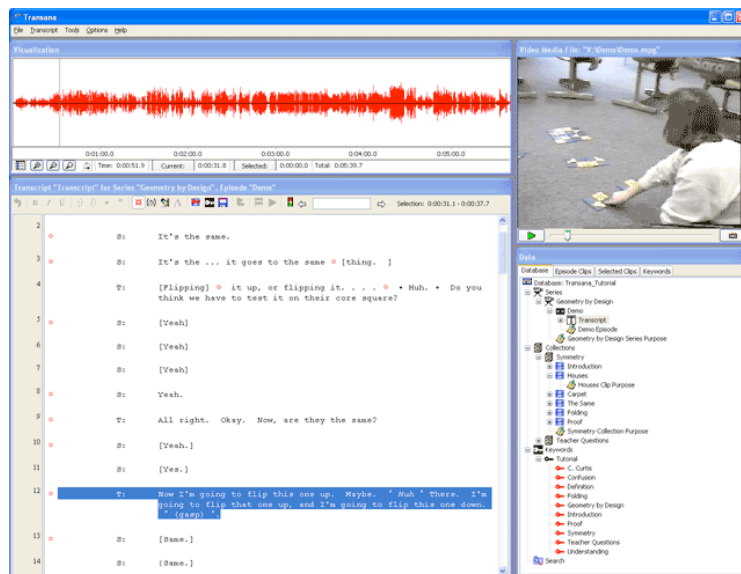 Transana
File Transcript Tools Options Help
Visualization
0:01:00.0 0:02:00.0 0:03:00.0 0:04:00.0 0:05:00.0
Time: 0:00:51.9 Current: 0:00:31.8 Selected: 0:00:00.0 Total: 0:05:39.7
Video Media File: "V:\Demo\Demo.mpg"
Transcript "Transcript" for Series "Geometry by Design", Episode "Demo"
B I U Selection: 0:00:31.1 - 0:00:37.7
2
S: It's the same.
3 S: It's the ... it goes to the same ¤ [thing. ]
4 T: [Flipping] ¤ it up, or flipping it. . . . ¤ • Huh. • Do you
think we have to test it on their core square?
5 S: [Yeah]
6 S: [Yeah]
7 S: [Yeah]
8 S: Yeah.
9 T: All right. Okay. Now, are they the same?
10 S: [Yeah.]
11 S: [Yes.]
12 T: Now I'm going to flip this one up. Maybe. ° Huh ° There. I'm
going to flip that one up, and I'm going to flip this one down.
° (gasp) °.
13 S: [Same.]
14 S: (Same.]
Data
Database Episode Clips Selected Clips Keywords
Database: Transana_Tutorial
Series
Geometry by Design
Demo
Transcript
Demo Episode
Geometry by Design Series Purpose
Collections
Symmetry
Introduction
Houses
Houses Clip Purpose
Carpet
The Same
Folding
Proof
Symmetry Collection Purpose
Teacher Questions
Keywords
Tutorial
C. Curtis
Confusion
Definition
Folding
Geometry by Design
Introduction
Proof
Symmetry
Teacher Questions
Understanding
Search